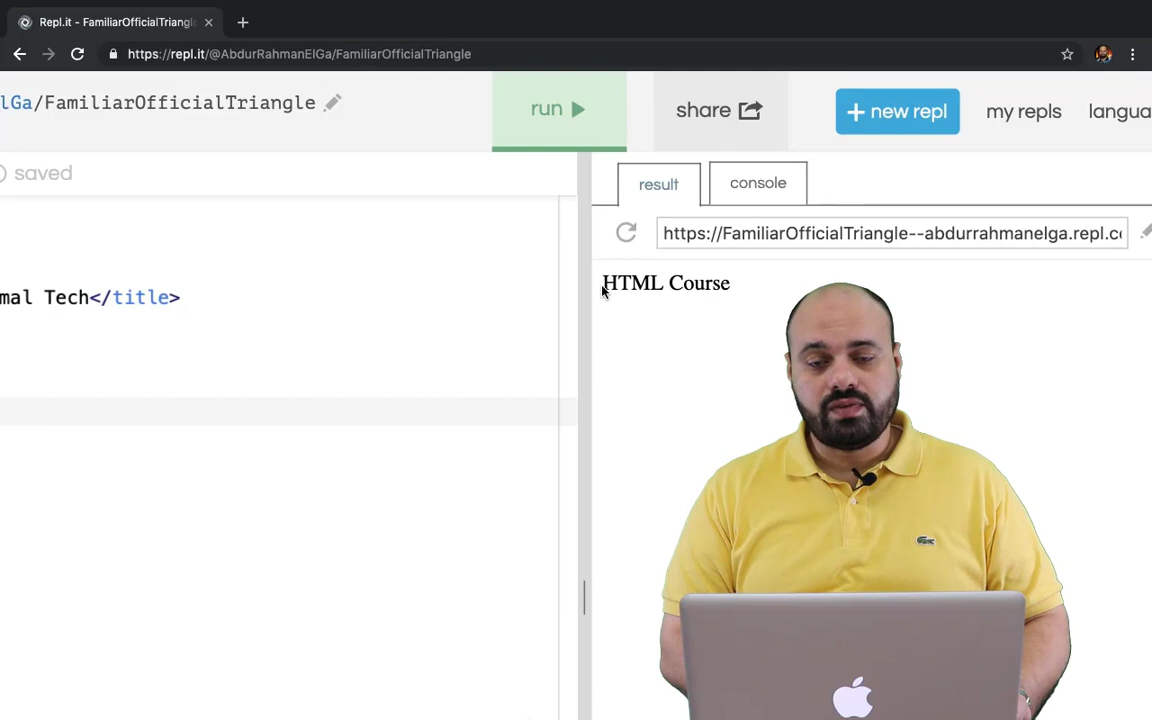 Repl.it - FamiliarOfficialTriangl
https://repl.it/@AbdurRahmanElGa/FamiliarOfficialTriangle
lGa/FamiliarOfficialTriangle
run
share
+ new repl
my repls
langua
saved
result
console
https://FamiliarOfficialTriangle--abdurrahmanelga.repl.c
HTML Course
mal Tech</title>